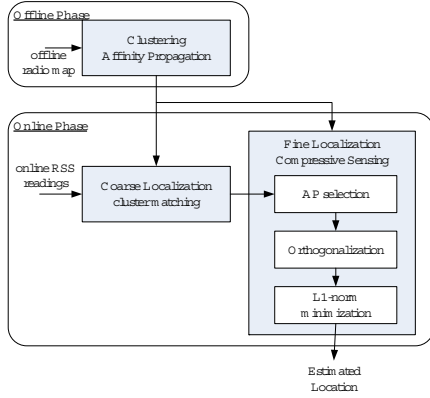 Offline Phase
Clustering
Affinity Propagation
offline
radio map
Online Phase
Fine Localization
Compressive Sensing
online RSS
readings
Coarse Localization
cluster matching
AP selection
Orthogonalization
L1-norm
minimization
Estimated
Location